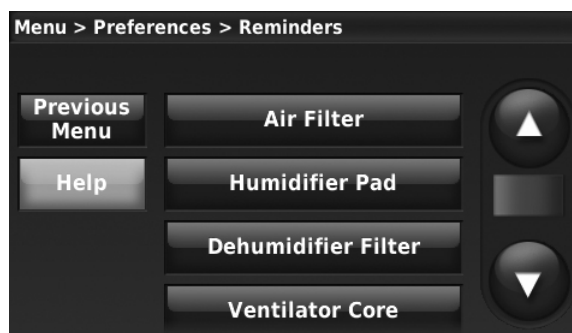 Menu > Preferences > Reminders
Previous
Menu
Air Filter
Help
Humidifier Pad
Dehumidifier Filter
Ventilator Core